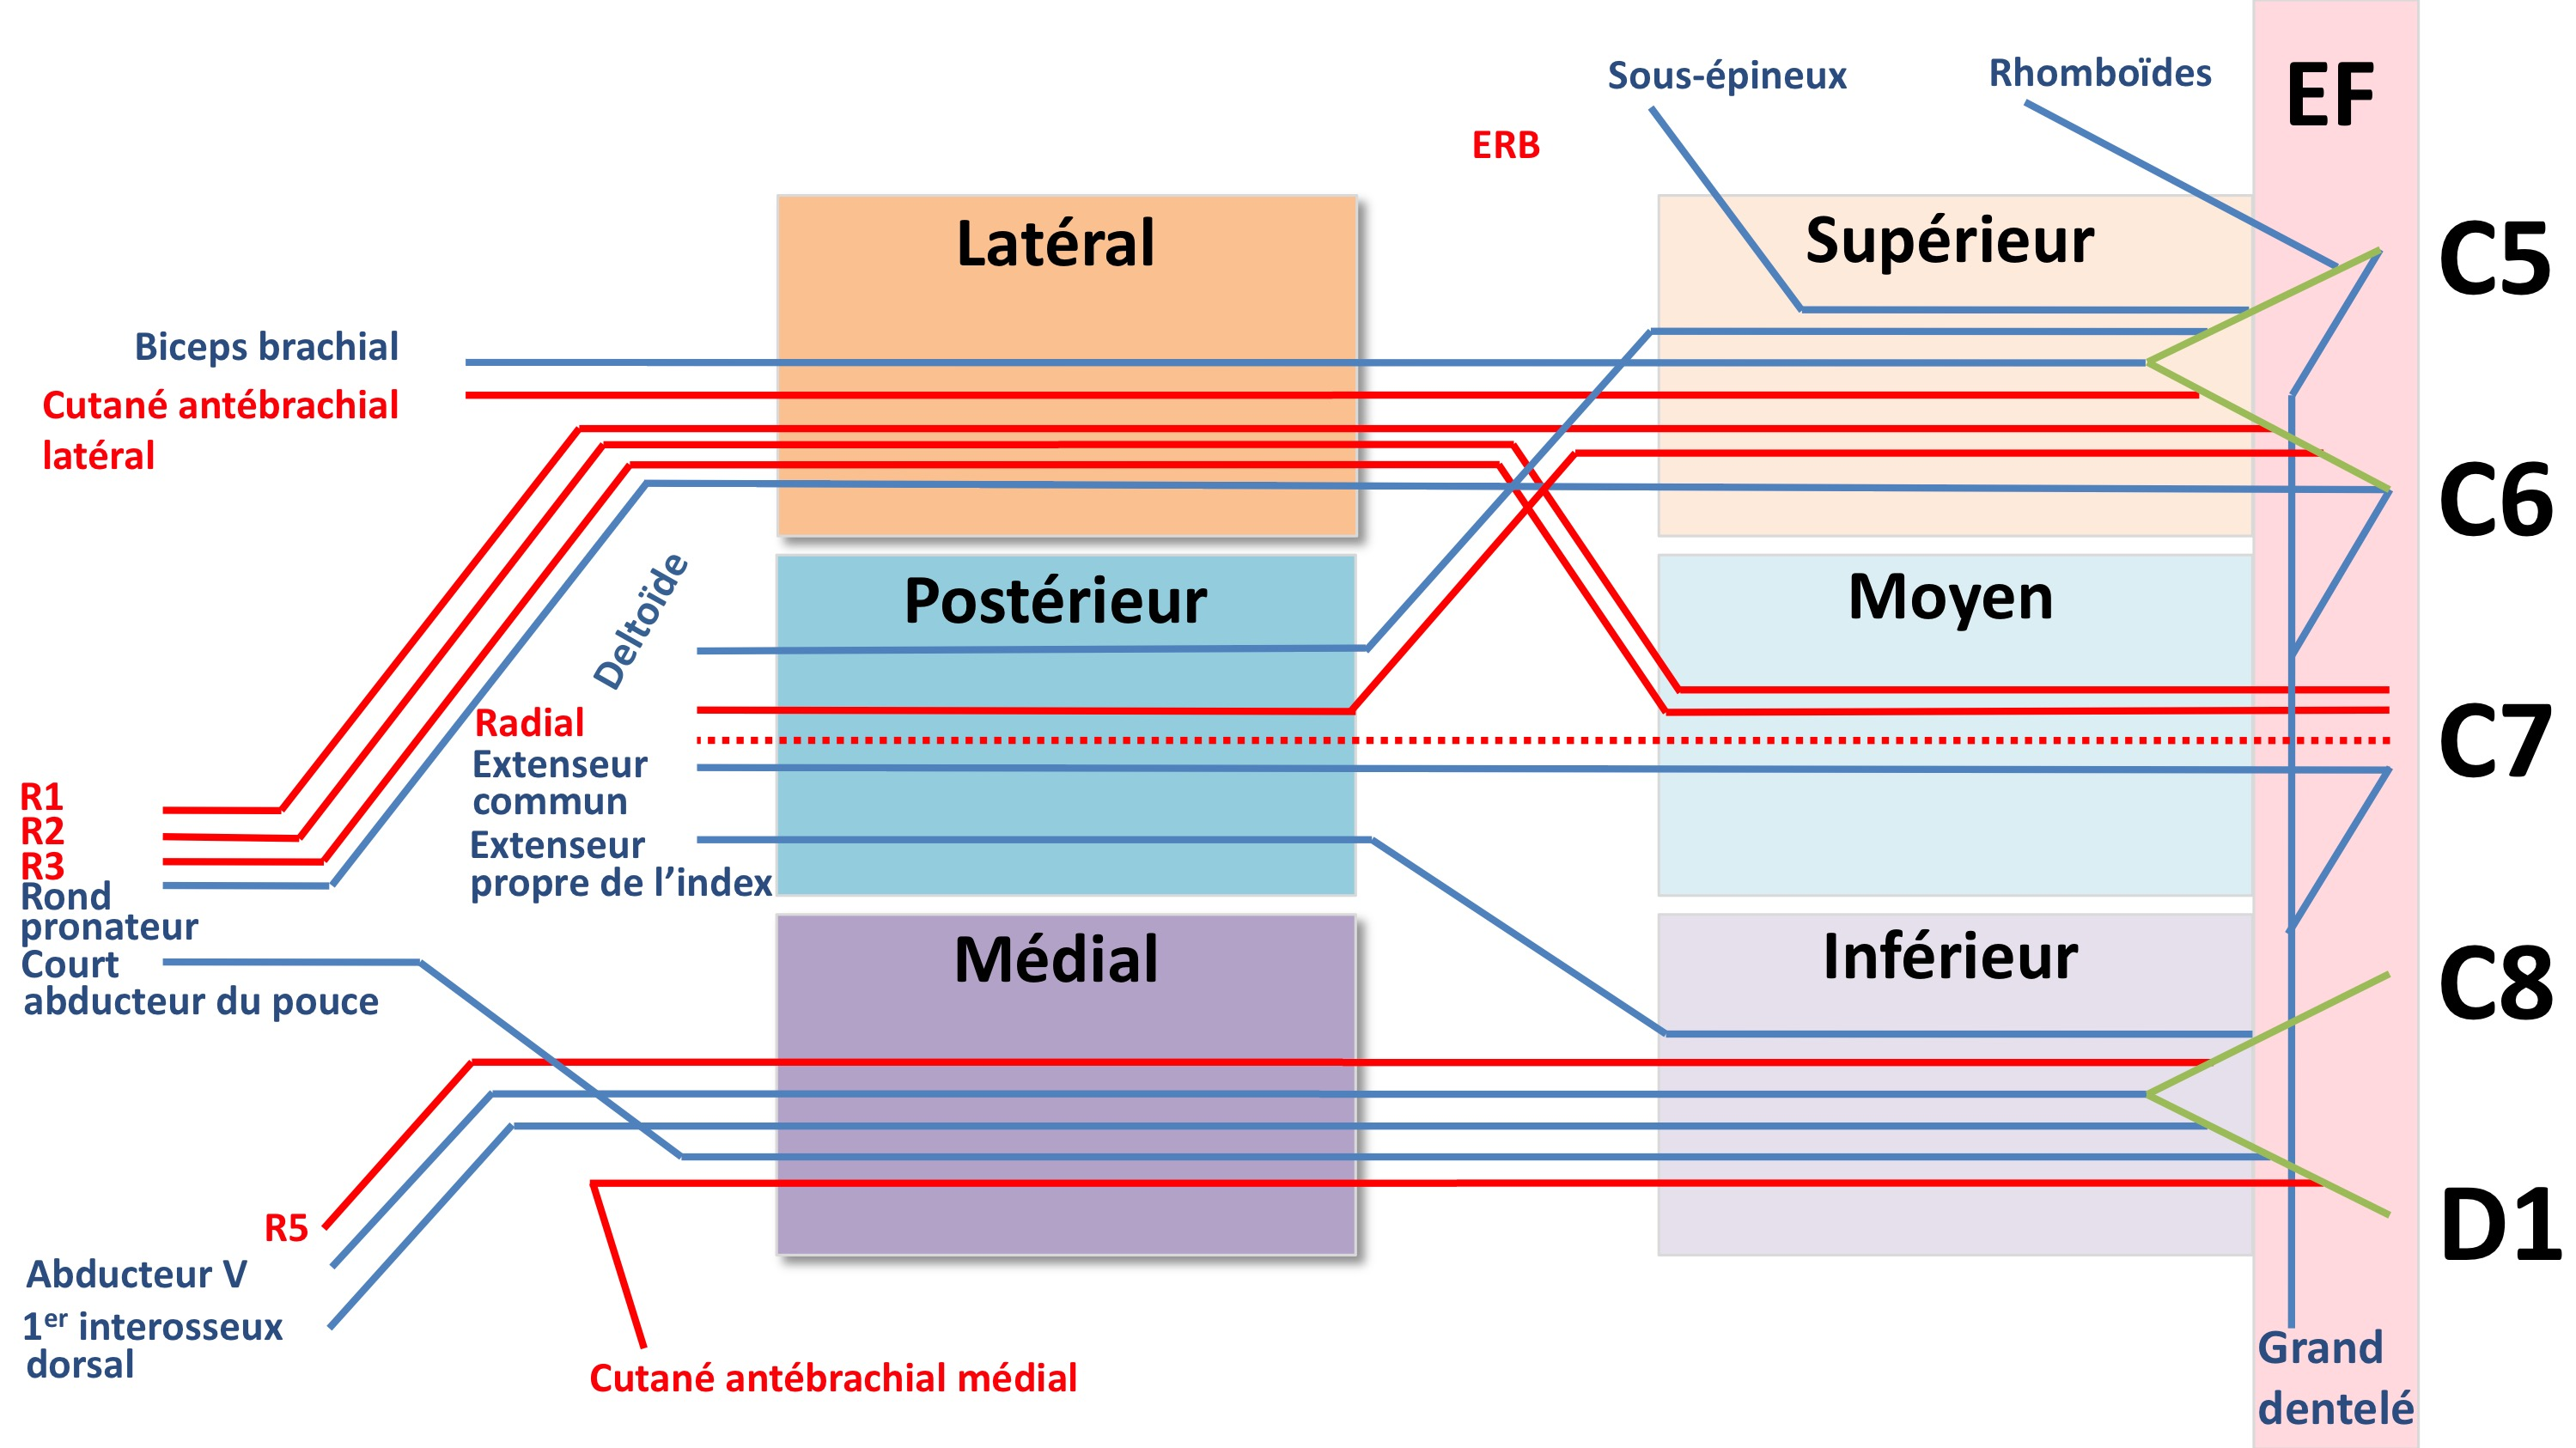 Sous-épineux
Rhomboïdes
EF
ERB
Latéral
Supérieur
C5
Biceps brachial
Cutané antébrachial
latéral
C6
Deltoïde
Postérieur
Moyen
Radial
C7
Extenseur
commun
Extenseur
propre de l’index
R1
R2
R3
Rond
pronateur
Court
abducteur du pouce
Médial
Inférieur
C8
R5
D1
Abducteur V
1er interosseux
dorsal
Cutané antébrachial médial
Grand
dentelé